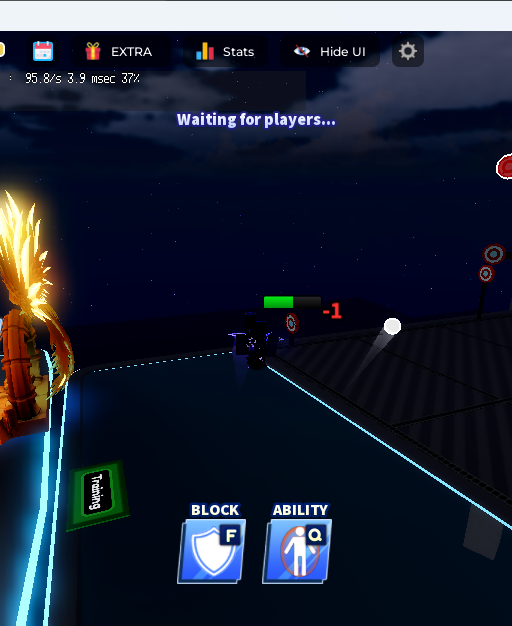 EXTRA Stats Hide UI
: 95.8/s 3.9 msec 37%
Waiting for players...
-1
Training
BLOCK ABILITY
F Q